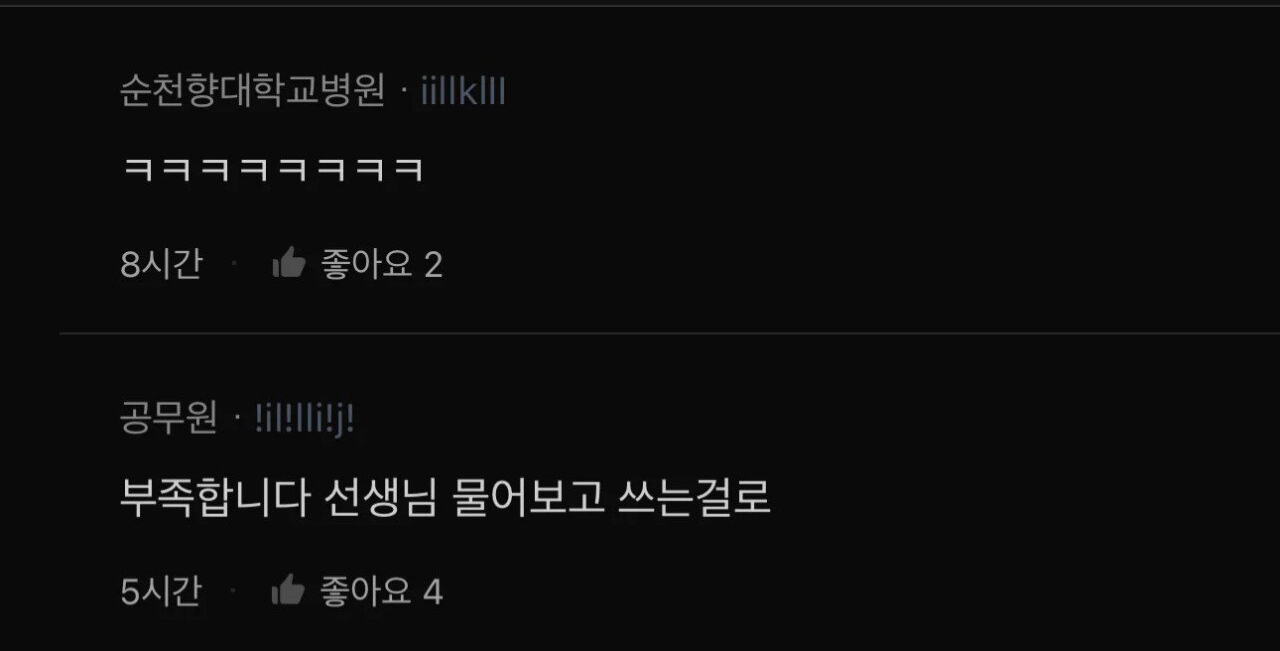 순천향대학교병원 · iillklll
ㅋㅋㅋㅋㅋㅋㅋㅋ
8시간 · 좋아요 2
공무원 · !il!lli!j!
부족합니다 선생님 물어보고 쓰는걸로
5시간 · 좋아요 4